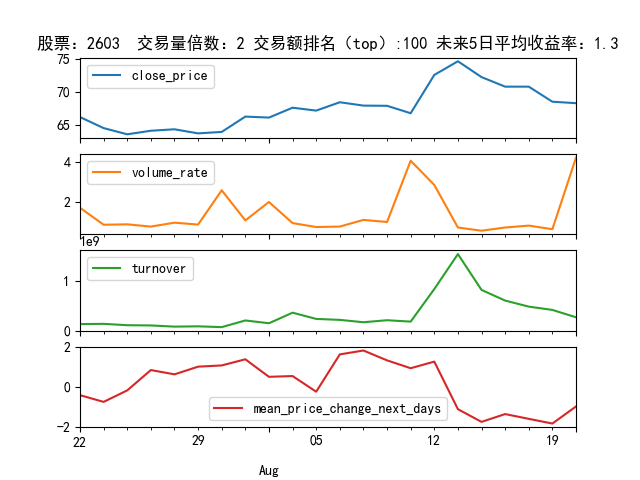 股票：2603  交易量倍数：2 交易额排名（top）:100 未来5日平均收益率：1.3
75
70
65
close_price
4
2
volume_rate
1e9
1
0
turnover
2
0
−2
mean_price_change_next_days
22 29 05 12 19
Aug